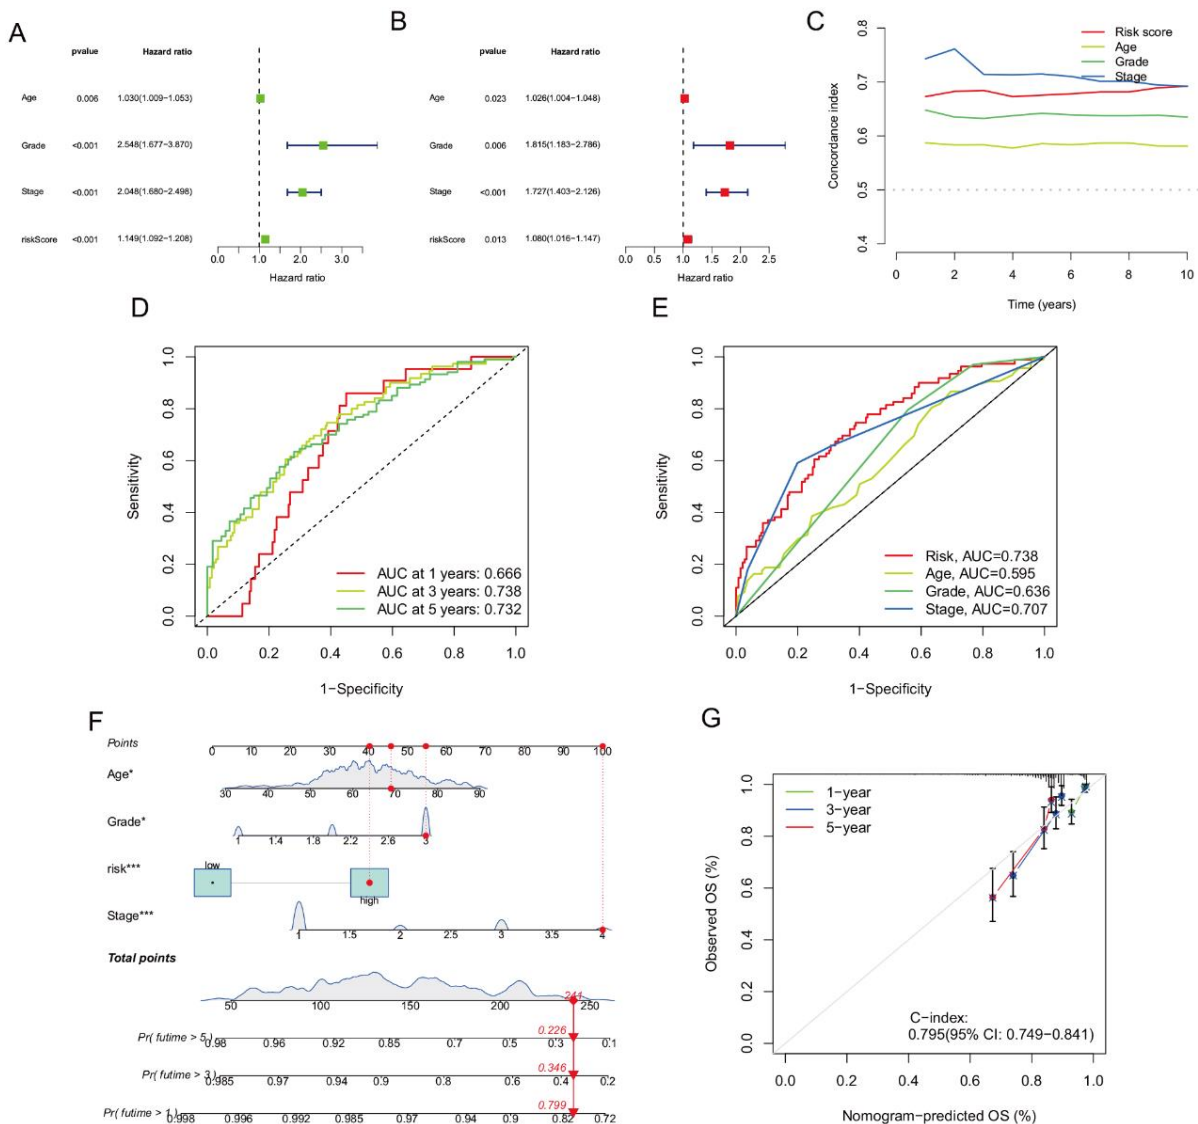 A
pvalue Hazard ratio
Age 0.006 1.030(1.009−1.053)
Grade <0.001 2.548(1.677−3.870)
Stage <0.001 2.048(1.680−2.498)
riskScore <0.001 1.149(1.092−1.208)
0.0 1.0 2.0 3.0
Hazard ratio
B
pvalue Hazard ratio
Age 0.023 1.026(1.004−1.048)
Grade 0.006 1.815(1.183−2.786)
Stage <0.001 1.727(1.403−2.126)
riskScore 0.013 1.080(1.016−1.147)
0.0 0.5 1.0 1.5 2.0 2.5
Hazard ratio
C
Risk score
Age
Grade
Stage
Concordance index
0.8
0.7
0.6
0.5
0.4
0 2 4 6 8 10
Time (years)
D
Sensitivity
1.0
0.8
0.6
0.4
0.2
0.0
AUC at 1 years: 0.666
AUC at 3 years: 0.738
AUC at 5 years: 0.732
0.0 0.2 0.4 0.6 0.8 1.0
1−Specificity
E
Sensitivity
1.0
0.8
0.6
0.4
0.2
0.0
Risk, AUC=0.738
Age, AUC=0.595
Grade, AUC=0.636
Stage, AUC=0.707
0.0 0.2 0.4 0.6 0.8 1.0
1−Specificity
F
Points
0 10 20 30 40 50 60 70 80 90 100
Age*
30 40 50 60 70 80 90
Grade*
1 1.4 1.8 2.2 2.6 3
risk***
low
high
Stage***
1 1.5 2 2.5 3 3.5 4
Total points
241
50 100 150 200 250
0.226
Pr( futime > 5 )
0.98 0.96 0.92 0.85 0.7 0.5 0.3 0.1
0.346
Pr( futime > 3 )
0.985 0.97 0.94 0.9 0.8 0.6 0.4 0.2
0.799
Pr( futime > 1 )
0.998 0.996 0.992 0.985 0.97 0.94 0.9 0.82 0.72
G
1−year
3−year
5−year
Observed OS (%)
1.0
0.8
0.6
0.4
0.2
0.0
C−index:
0.795(95% CI: 0.749−0.841)
0.0 0.2 0.4 0.6 0.8 1.0
Nomogram−predicted OS (%)